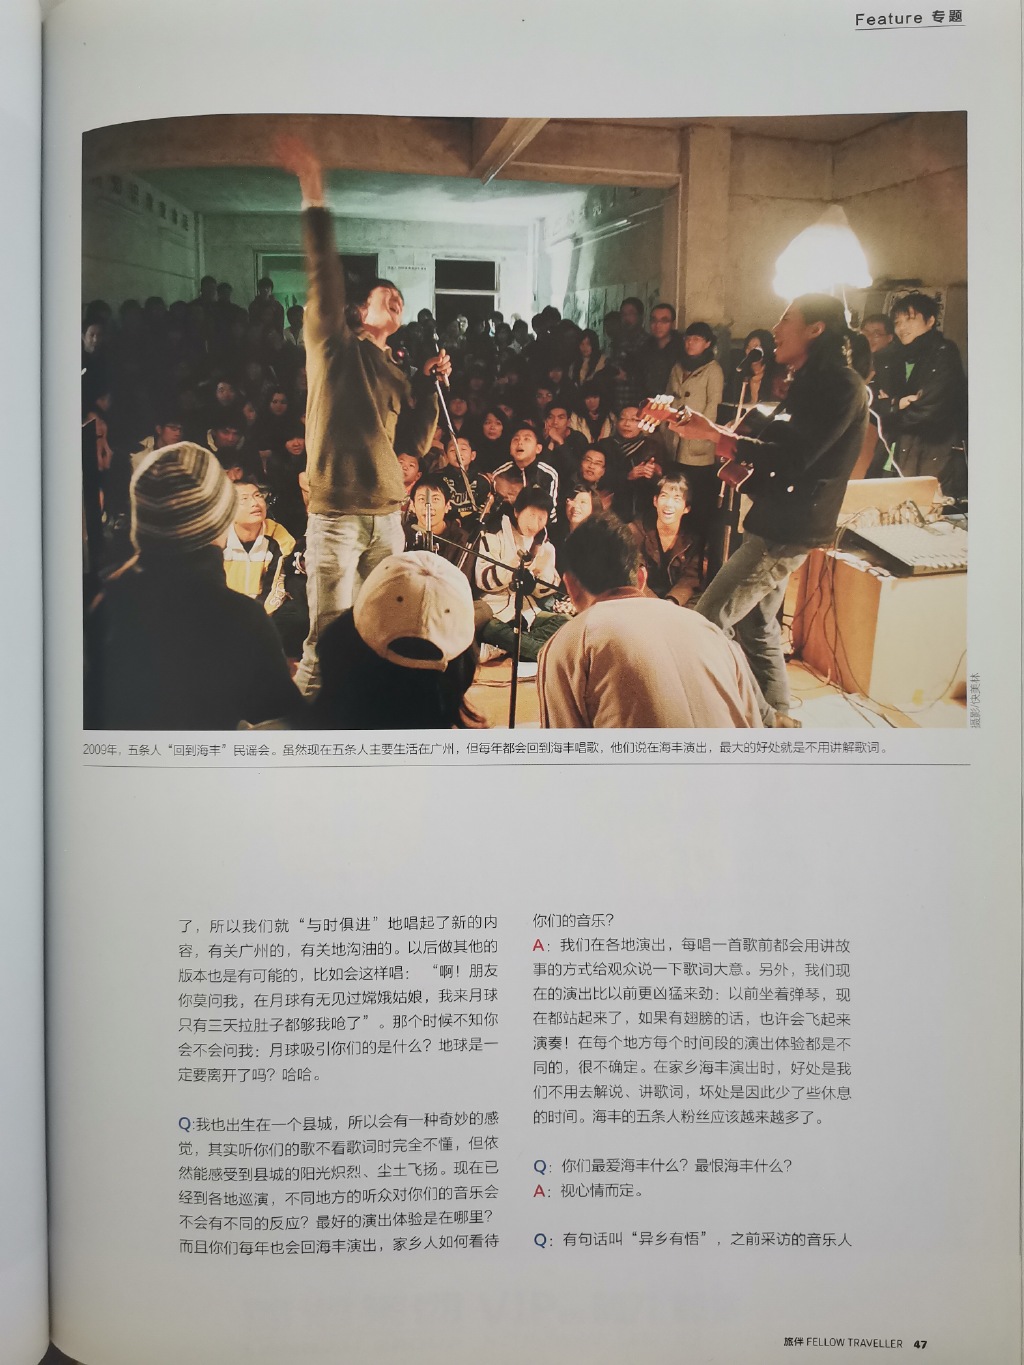 Feature 专题
摄影/佚美林
2009年，五条人“回到海丰”民谣会。虽然现在五条人主要生活在广州，但每年都会回到海丰唱歌，他们说在海丰演出，最大的好处就是不用讲解歌词。
了，所以我们就“与时俱进”地唱起了新的内
容，有关广州的，有关地沟油的。以后做其他的
版本也是有可能的，比如会这样唱：“啊！朋友
你莫问我，在月球有无见过嫦娥姑娘，我来月球
只有三天拉肚子都够我呛了”。那个时候不知你
会不会问我：月球吸引你们的是什么？地球是一
定要离开了吗？哈哈。
Q:我也出生在一个县城，所以会有一种奇妙的感
觉，其实听你们的歌不看歌词时完全不懂，但依
然能感受到县城的阳光炽烈、尘土飞扬。现在已
经到各地巡演，不同地方的听众对你们的音乐会
不会有不同的反应？最好的演出体验是在哪里？
而且你们每年也会回海丰演出，家乡人如何看待
你们的音乐？
A：我们在各地演出，每唱一首歌前都会用讲故
事的方式给观众说一下歌词大意。另外，我们现
在的演出比以前更凶猛来劲：以前坐着弹琴，现
在都站起来了，如果有翅膀的话，也许会飞起来
演奏！在每个地方每个时间段的演出体验都是不
同的，很不确定。在家乡海丰演出时，好处是我
们不用去解说、讲歌词，坏处是因此少了些休息
的时间。海丰的五条人粉丝应该越来越多了。
Q：你们最爱海丰什么？最恨海丰什么？
A：视心情而定。
Q：有句话叫“异乡有悟”，之前采访的音乐人
旅伴 FELLOW TRAVELLER 47